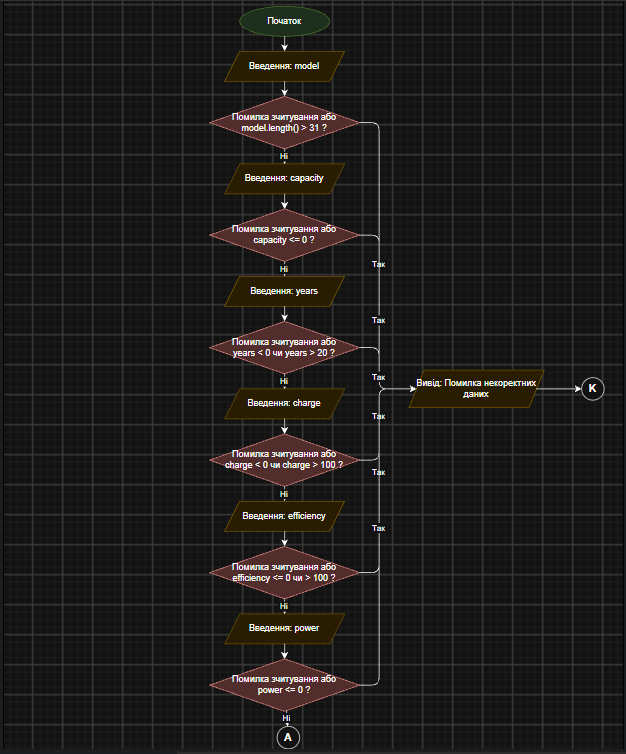 Початок
Введення: model
Помилка зчитування або
model.length() > 31 ?
Ні
Введення: capacity
Помилка зчитування або
capacity <= 0 ?
Так
Ні
Введення: years
Так
Помилка зчитування або
years < 0 чи years > 20 ?
Так
Ні
Вивід: Помилка некоректних
даних
K
Введення: charge
Так
Помилка зчитування або
charge < 0 чи charge > 100 ?
Так
Ні
Введення: efficiency
Так
Помилка зчитування або
efficiency <= 0 чи > 100 ?
Ні
Введення: power
Помилка зчитування або
power <= 0 ?
Ні
A